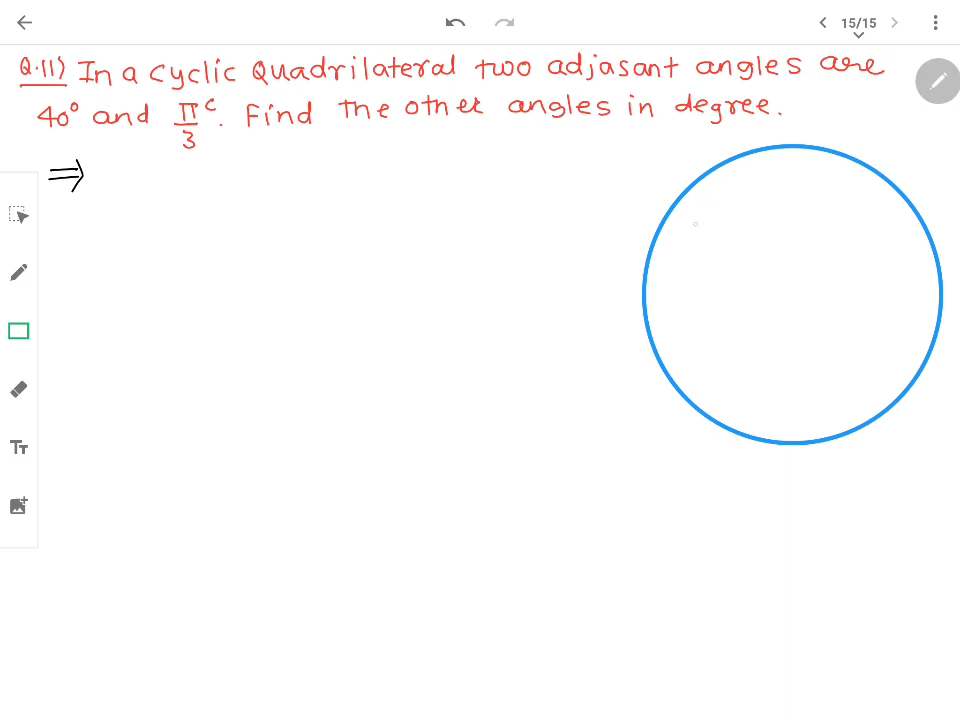 15/15
Q.11) In a cyclic Quadrilateral two adjasant angles are
40° and π/3 ᶜ. Find the other angles in degree.
⇒
Tт